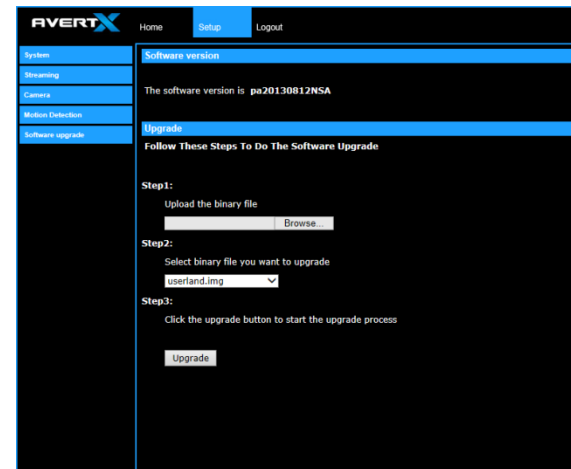 AVERTX
Home Setup Logout
System
Streaming
Camera
Motion Detection
Software upgrade
Software version
The software version is pa20130812NSA
Upgrade
Follow These Steps To Do The Software Upgrade
Step1:
Upload the binary file
Browse...
Step2:
Select binary file you want to upgrade
userland.img
Step3:
Click the upgrade button to start the upgrade process
Upgrade